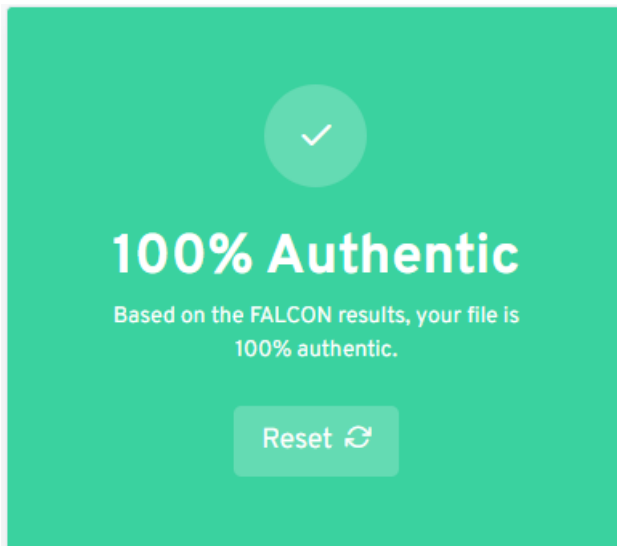 100% Authentic
Based on the FALCON results, your file is
100% authentic.
Reset